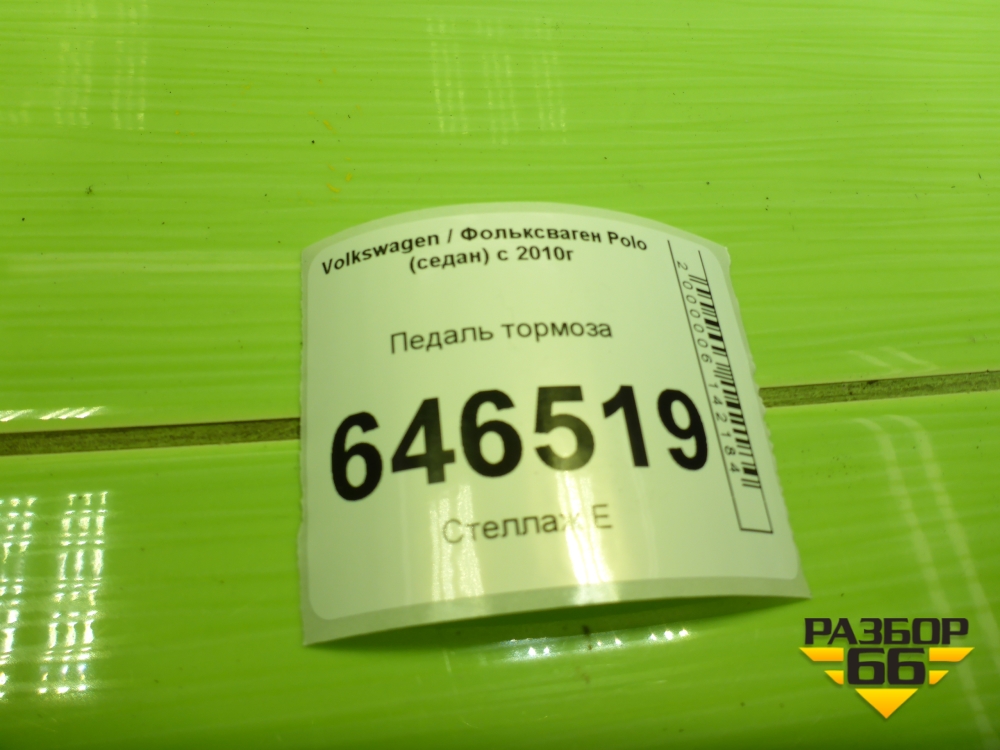 Volkswagen / Фольксваген Polo
(седан) с 2010г
Педаль тормоза
646519
Стеллаж E
2000006142184
РАЗБОР
66